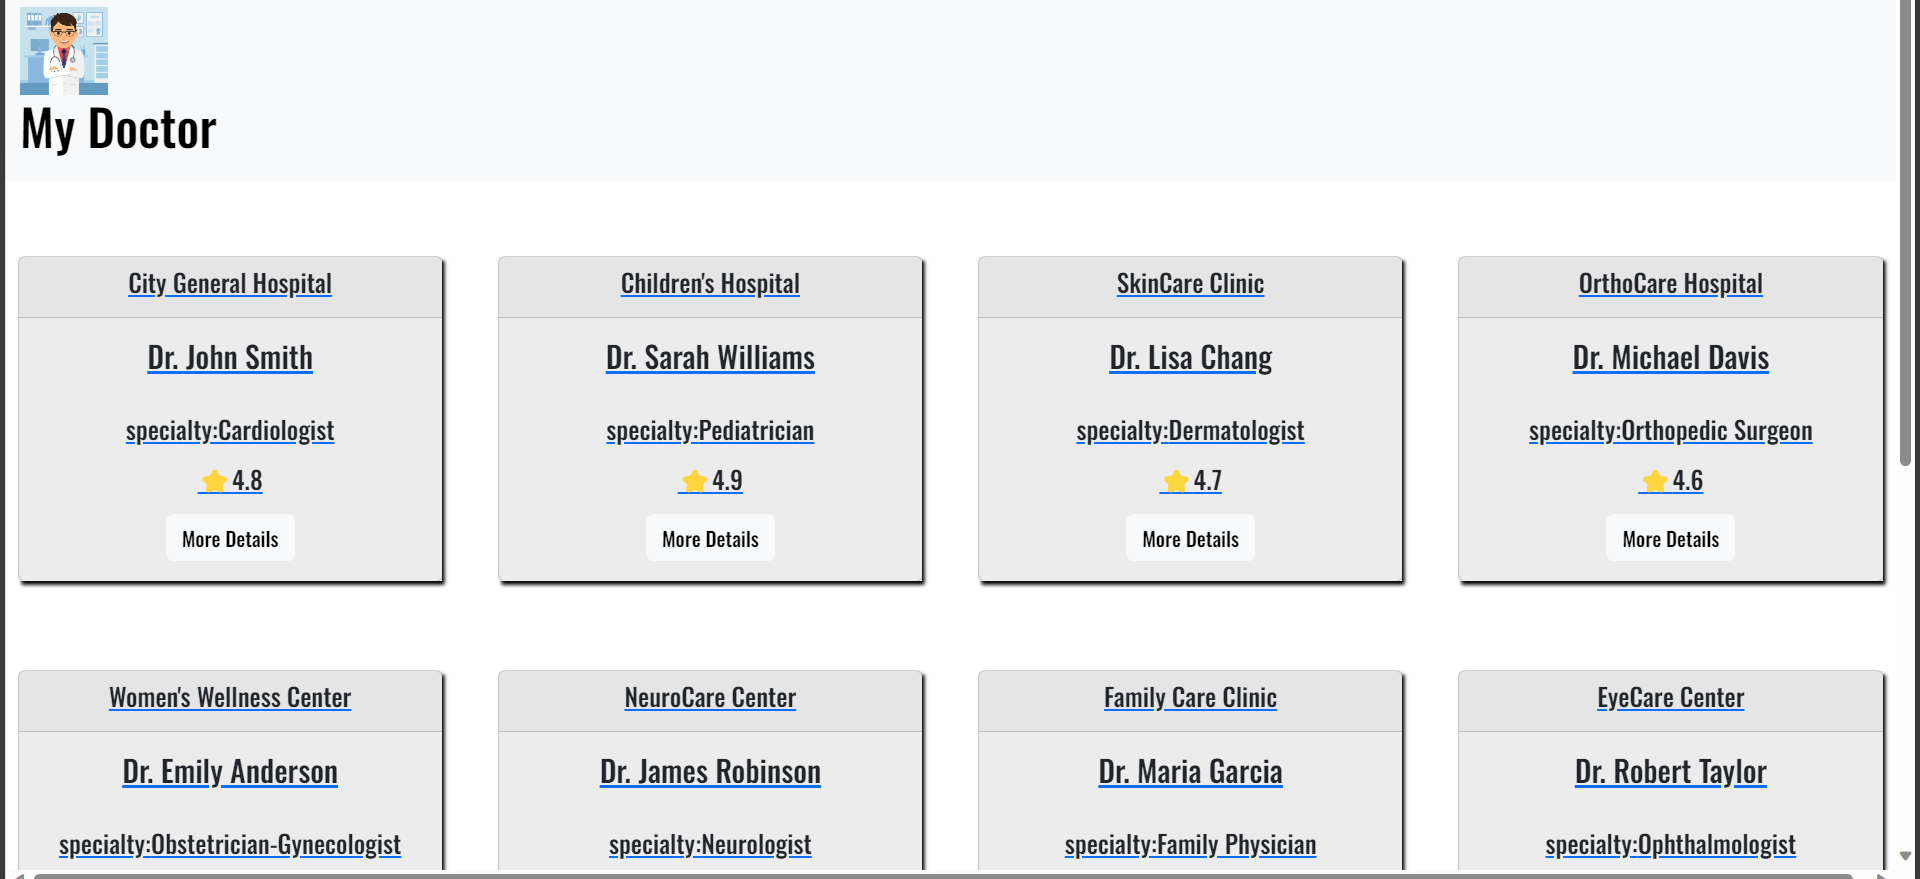 My Doctor
City General Hospital
Dr. John Smith
specialty:Cardiologist
4.8
More Details
Children's Hospital
Dr. Sarah Williams
specialty:Pediatrician
4.9
More Details
SkinCare Clinic
Dr. Lisa Chang
specialty:Dermatologist
4.7
More Details
OrthoCare Hospital
Dr. Michael Davis
specialty:Orthopedic Surgeon
4.6
More Details
Women's Wellness Center
Dr. Emily Anderson
specialty:Obstetrician-Gynecologist
NeuroCare Center
Dr. James Robinson
specialty:Neurologist
Family Care Clinic
Dr. Maria Garcia
specialty:Family Physician
EyeCare Center
Dr. Robert Taylor
specialty:Ophthalmologist